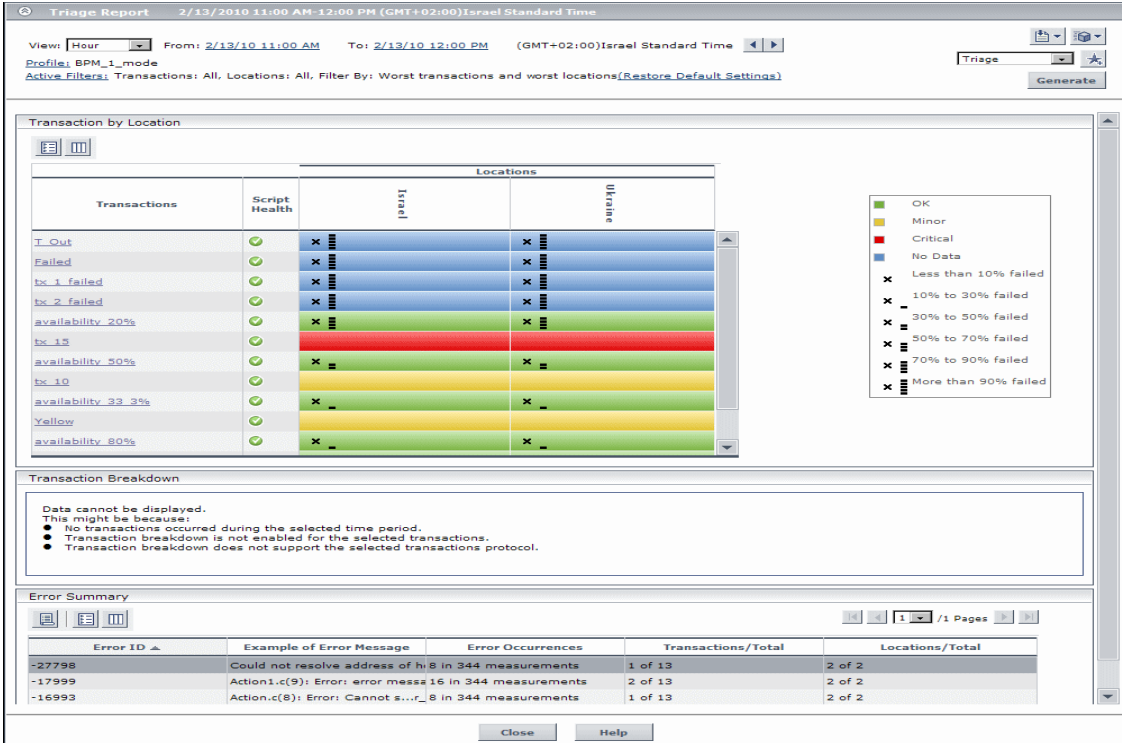 Triage Report 2/13/2010 11:00 AM-12:00 PM (GMT+02:00)Israel Standard Time
View: Hour From: 2/13/10 11:00 AM To: 2/13/10 12:00 PM (GMT+02:00)Israel Standard Time
Profile: BPM_1_mode
Triage
Active Filters: Transactions: All, Locations: All, Filter By: Worst transactions and worst locations(Restore Default Settings)
Generate
Transaction by Location
Locations
Transactions Script Health Israel Ukraine
T_Out
Failed
tx_1_failed
tx_2_failed
availability_20%
tx_15
availability_50%
tx_10
availability_33_3%
Yellow
availability_80%
OK
Minor
Critical
No Data
Less than 10% failed
10% to 30% failed
30% to 50% failed
50% to 70% failed
70% to 90% failed
More than 90% failed
Transaction Breakdown
Data cannot be displayed.
This might be because:
● No transactions occurred during the selected time period.
● Transaction breakdown is not enabled for the selected transactions.
● Transaction breakdown does not support the selected transactions protocol.
Error Summary
1 /1 Pages
Error ID Example of Error Message Error Occurrences Transactions/Total Locations/Total
-27798 Could not resolve address of h 8 in 344 measurements 1 of 13 2 of 2
-17999 Action1.c(9): Error: error messa 16 in 344 measurements 2 of 13 2 of 2
-16993 Action.c(8): Error: Cannot s...r_ 8 in 344 measurements 1 of 13 2 of 2
Close Help